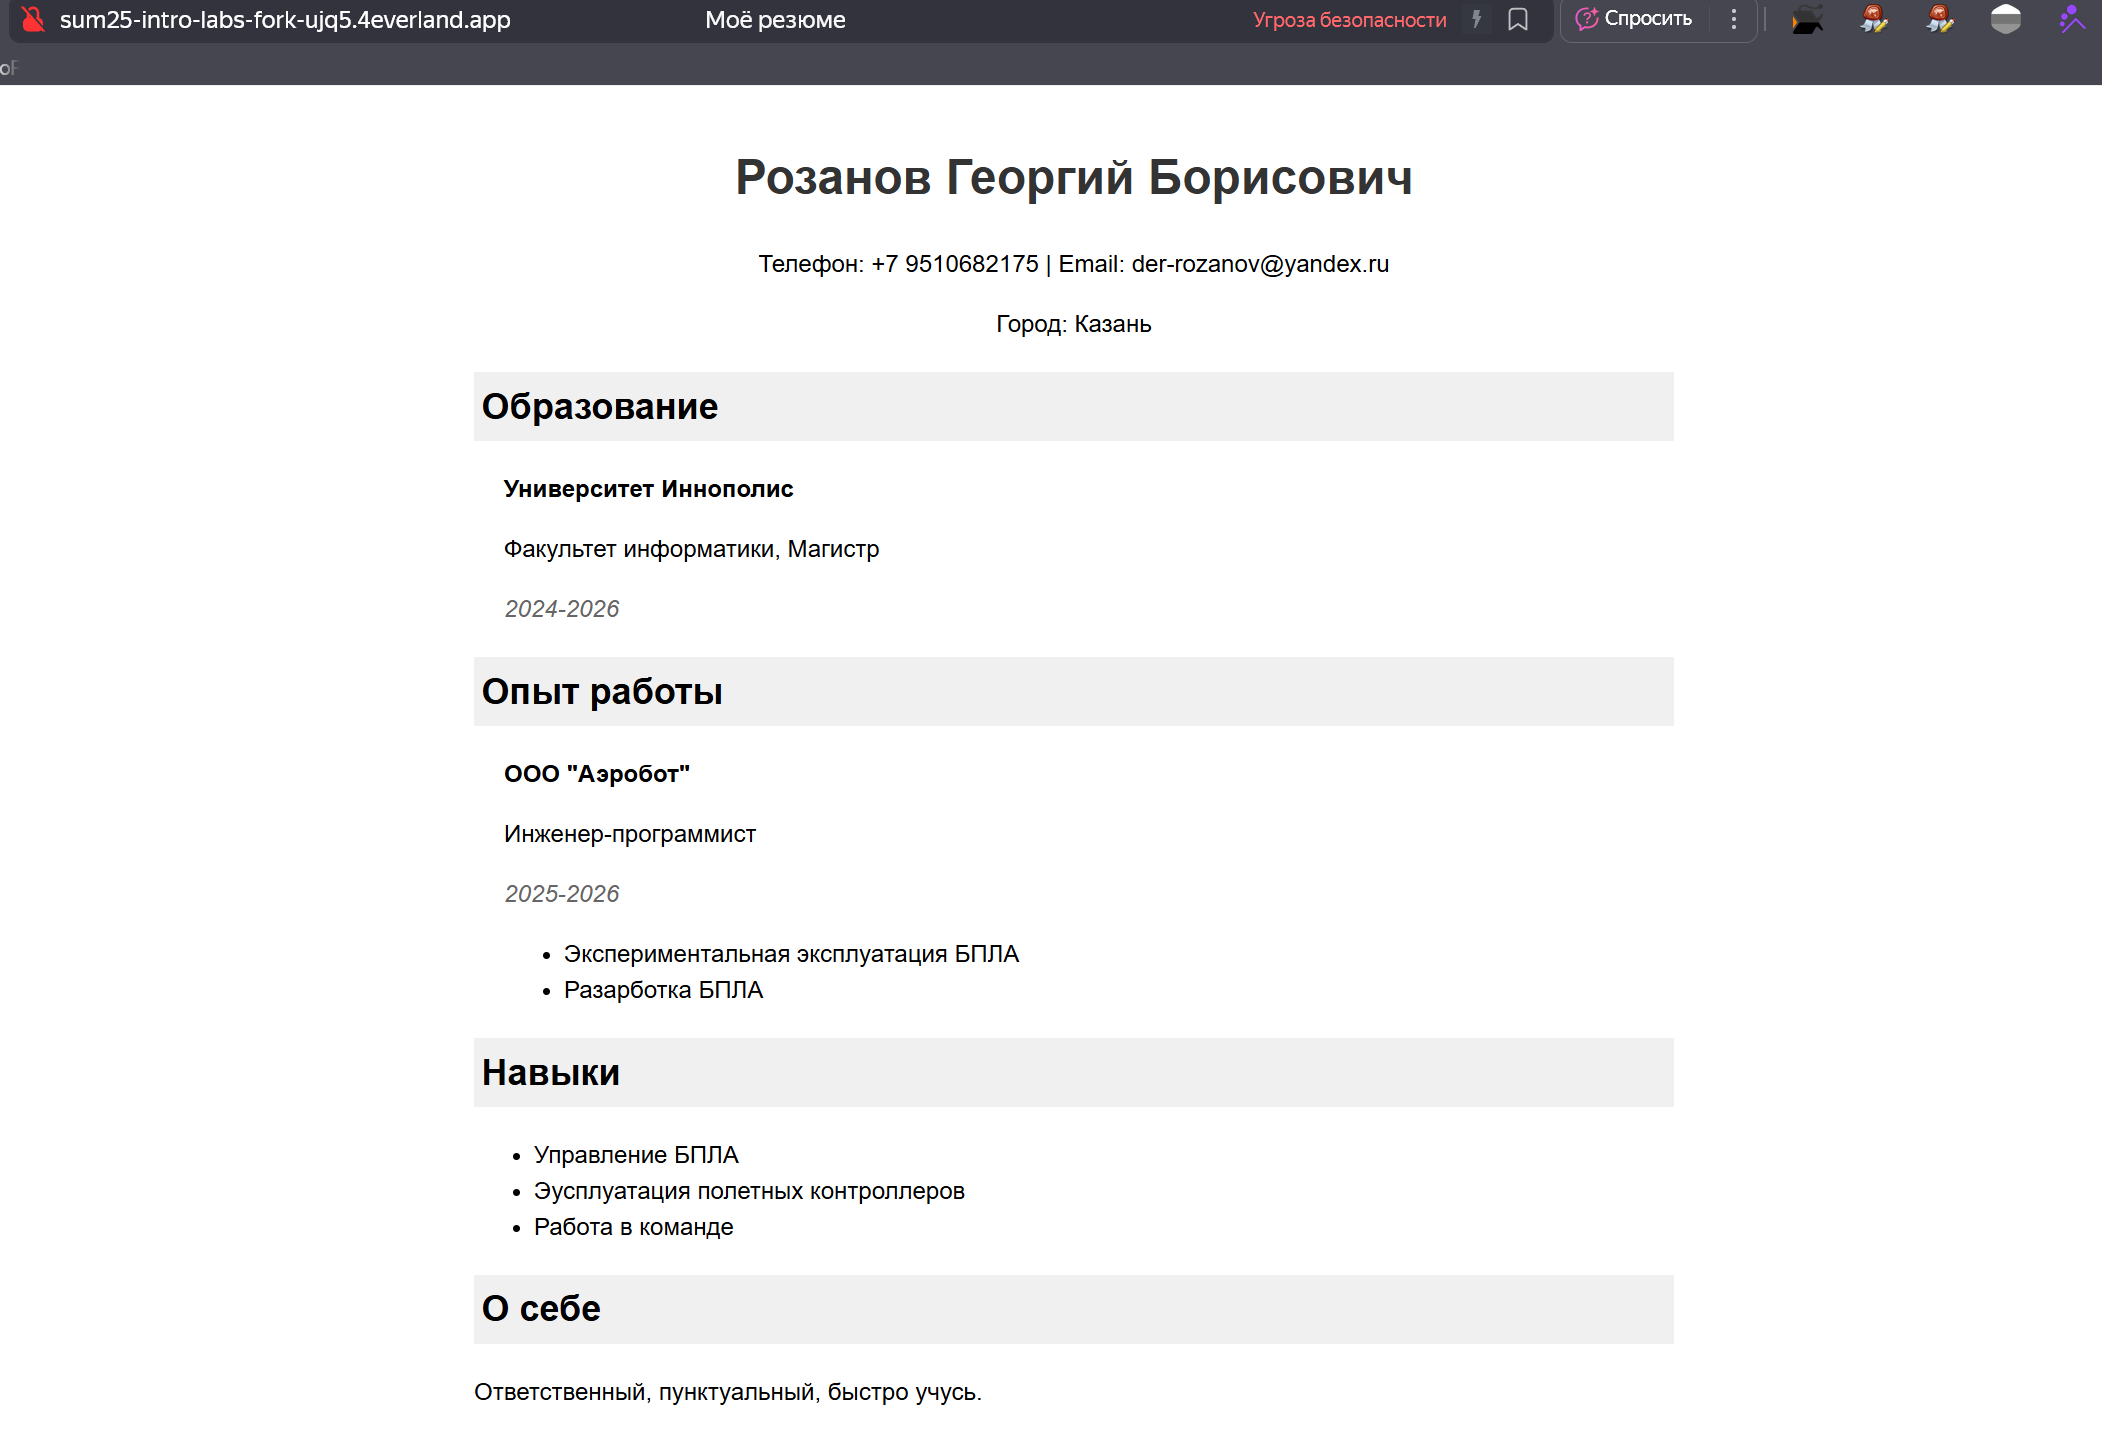 sum25-intro-labs-fork-ujq5.4everland.app Моё резюме Угроза безопасности Спросить
оF
Розанов Георгий Борисович
Телефон: +7 9510682175 | Email: der-rozanov@yandex.ru
Город: Казань
Образование
Университет Иннополис
Факультет информатики, Магистр
2024-2026
Опыт работы
ООО "Аэробот"
Инженер-программист
2025-2026
• Экспериментальная эксплуатация БПЛА
• Разарботка БПЛА
Навыки
• Управление БПЛА
• Эусплуатация полетных контроллеров
• Работа в команде
О себе
Ответственный, пунктуальный, быстро учусь.